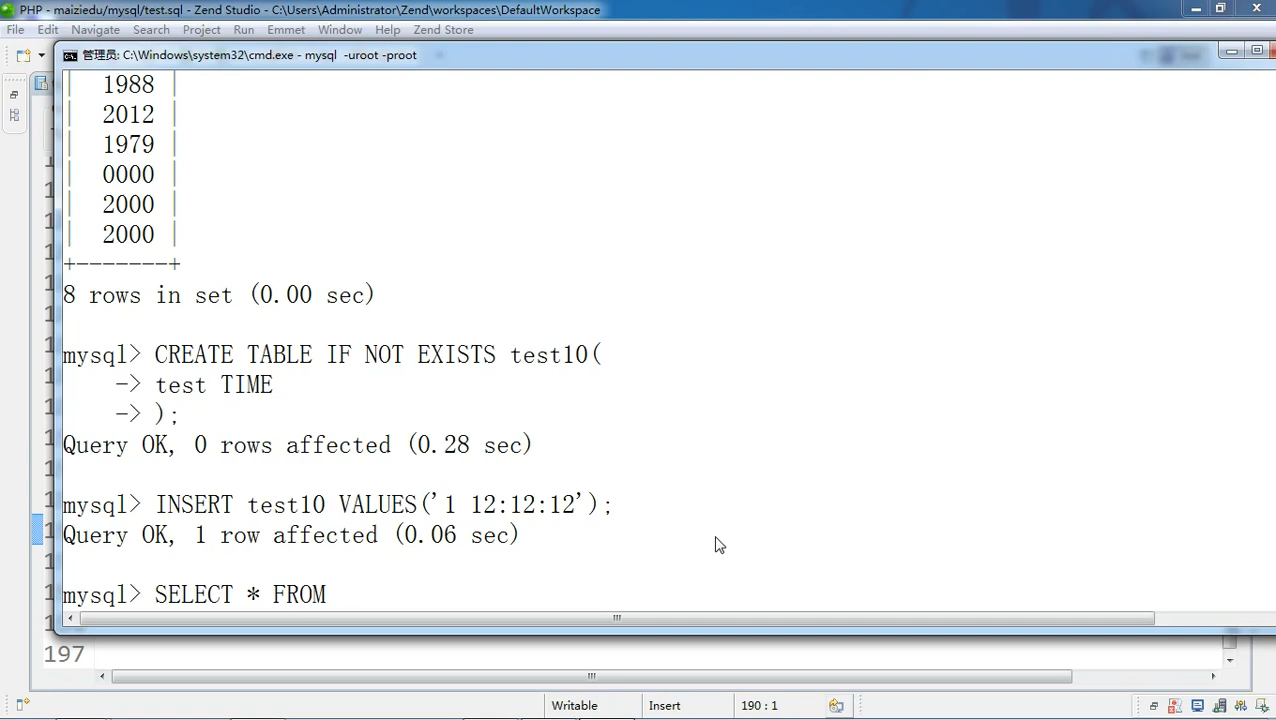 PHP - maiziedu/mysql/test.sql - Zend Studio - C:\Users\Administrator\Zend\workspaces\DefaultWorkspace
File Edit Navigate Search Project Run Emmet Window Help Zend Store
管理员: C:\Windows\system32\cmd.exe - mysql -uroot -proot
| 1988 |
| 2012 |
| 1979 |
| 0000 |
| 2000 |
| 2000 |
+-------+
8 rows in set (0.00 sec)
mysql> CREATE TABLE IF NOT EXISTS test10(
-> test TIME
-> );
Query OK, 0 rows affected (0.28 sec)
mysql> INSERT test10 VALUES('1 12:12:12');
Query OK, 1 row affected (0.06 sec)
mysql> SELECT * FROM
197
Writable Insert 190 : 1